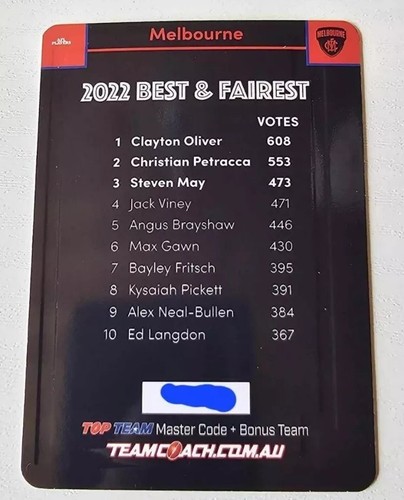 Melbourne
MELBOURNE
2022 BEST & FAIREST
VOTES
1 Clayton Oliver 608
2 Christian Petracca 553
3 Steven May 473
4 Jack Viney 471
5 Angus Brayshaw 446
6 Max Gawn 430
7 Bayley Fritsch 395
8 Kysaiah Pickett 391
9 Alex Neal-Bullen 384
10 Ed Langdon 367
TOP TEAM Master Code + Bonus Team
TEAMCOACH.COM.AU